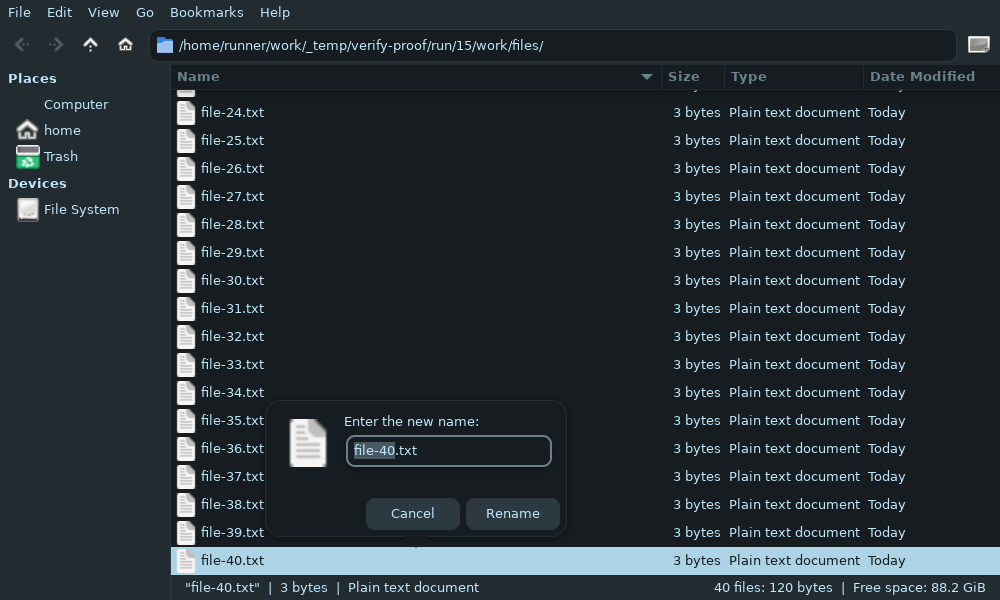 File Edit View Go Bookmarks Help
/home/runner/work/_temp/verify-proof/run/15/work/files/
Places
Computer
home
Trash
Devices
File System
Name Size Type Date Modified
file-24.txt 3 bytes Plain text document Today
file-25.txt 3 bytes Plain text document Today
file-26.txt 3 bytes Plain text document Today
file-27.txt 3 bytes Plain text document Today
file-28.txt 3 bytes Plain text document Today
file-29.txt 3 bytes Plain text document Today
file-30.txt 3 bytes Plain text document Today
file-31.txt 3 bytes Plain text document Today
file-32.txt 3 bytes Plain text document Today
file-33.txt 3 bytes Plain text document Today
file-34.txt 3 bytes Plain text document Today
file-35.txt 3 bytes Plain text document Today
file-36.txt 3 bytes Plain text document Today
file-37.txt 3 bytes Plain text document Today
file-38.txt 3 bytes Plain text document Today
file-39.txt 3 bytes Plain text document Today
file-40.txt 3 bytes Plain text document Today
Enter the new name:
file-40.txt
Cancel Rename
"file-40.txt" | 3 bytes | Plain text document 40 files: 120 bytes | Free space: 88.2 GiB